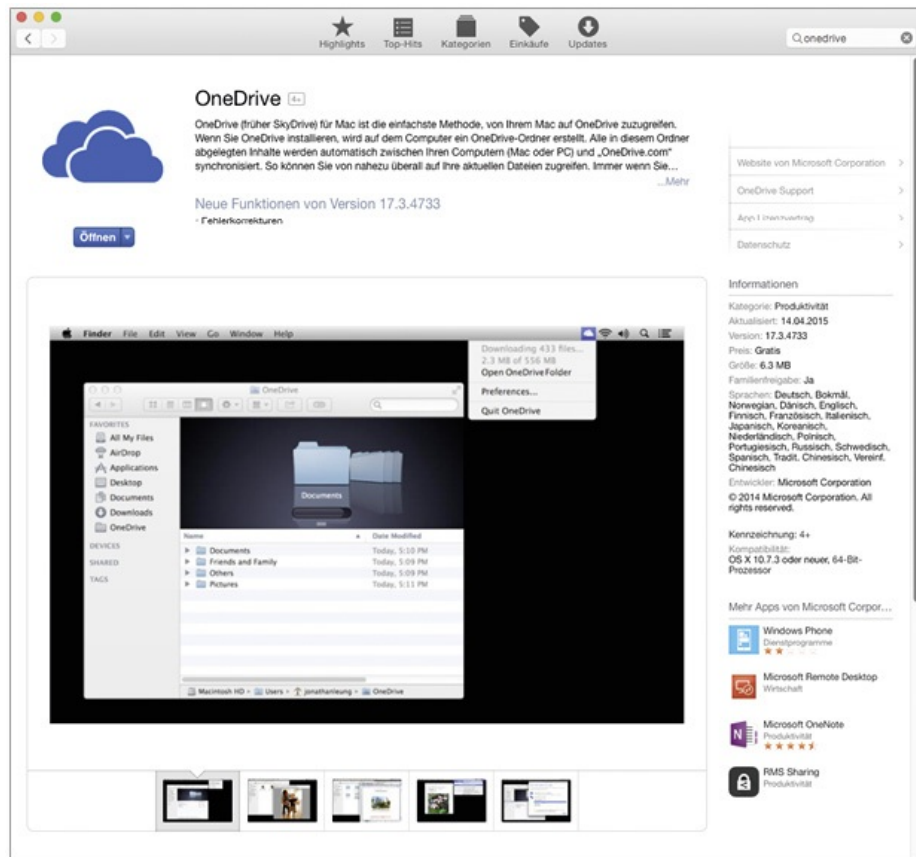 Highlights Top-Hits Kategorien Einkäufe Updates
onedrive
OneDrive 4+
OneDrive (früher SkyDrive) für Mac ist die einfachste Methode, von Ihrem Mac auf OneDrive zuzugreifen.
Wenn Sie OneDrive installieren, wird auf dem Computer ein OneDrive-Ordner erstellt. Alle in diesem Ordner
abgelegten Inhalte werden automatisch zwischen Ihren Computern (Mac oder PC) und „OneDrive.com“
synchronisiert. So können Sie von nahezu überall auf Ihre aktuellen Dateien zugreifen. Immer wenn Sie...
...Mehr
Neue Funktionen von Version 17.3.4733
• Fehlerkorrekturen
Öffnen
Website von Microsoft Corporation
OneDrive Support
App Lizenzvertrag
Datenschutz
Finder File Edit View Go Window Help
Downloading 433 files...
2.3 MB of 556 MB
Open OneDrive Folder
Preferences...
Quit OneDrive
OneDrive
FAVORITES
All My Files
AirDrop
Applications
Desktop
Documents
Downloads
OneDrive
DEVICES
SHARED
TAGS
Documents
Name Date Modified
Documents Today, 5:10 PM
Friends and Family Today, 5:09 PM
Others Today, 5:09 PM
Pictures Today, 5:11 PM
Macintosh HD Users jonathanleung OneDrive
Informationen
Kategorie: Produktivität
Aktualisiert: 14.04.2015
Version: 17.3.4733
Preis: Gratis
Größe: 6.3 MB
Familienfreigabe: Ja
Sprachen: Deutsch, Bokmål,
Norwegian, Dänisch, Englisch,
Finnisch, Französisch, Italienisch,
Japanisch, Koreanisch,
Niederländisch, Polnisch,
Portugiesisch, Russisch, Schwedisch,
Spanisch, Tradit. Chinesisch, Vereinf.
Chinesisch
Entwickler: Microsoft Corporation
© 2014 Microsoft Corporation. All
rights reserved.
Kennzeichnung: 4+
Kompatibilität:
OS X 10.7.3 oder neuer, 64-Bit-
Prozessor
Mehr Apps von Microsoft Corpor...
Windows Phone
Dienstprogramme
Microsoft Remote Desktop
Wirtschaft
Microsoft OneNote
Produktivität
RMS Sharing
Produktivität